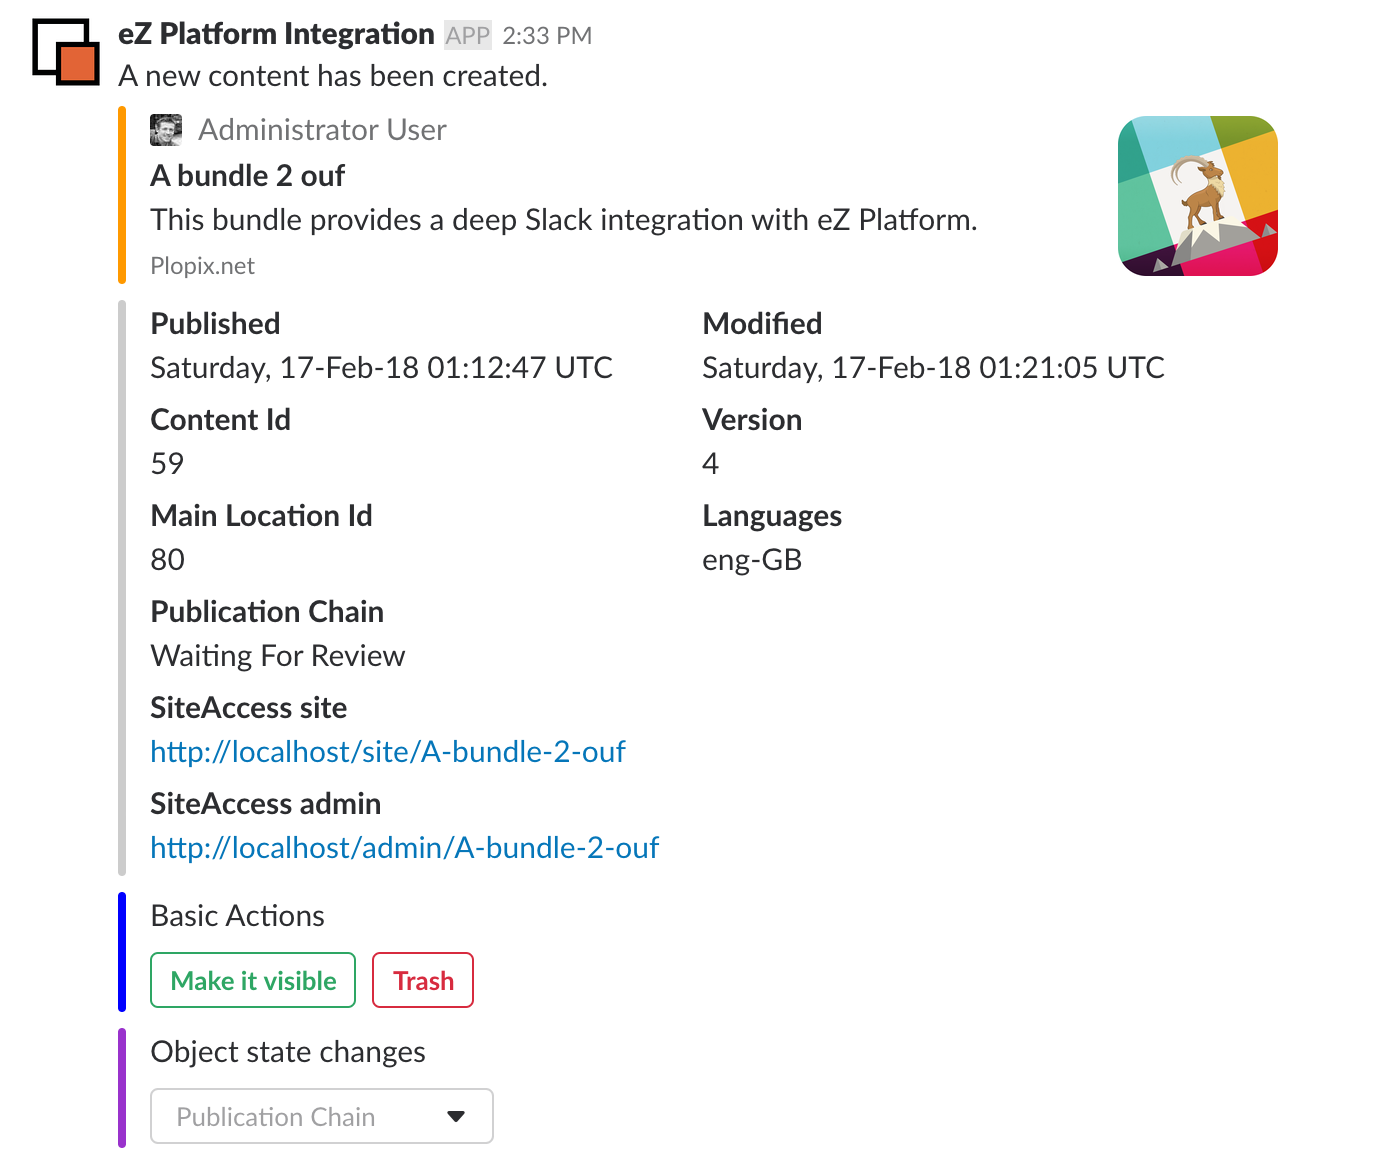 eZ Platform Integration APP 2:33 PM
A new content has been created.
Administrator User
A bundle 2 ouf
This bundle provides a deep Slack integration with eZ Platform.
Plopix.net
Published Modified
Saturday, 17-Feb-18 01:12:47 UTC Saturday, 17-Feb-18 01:21:05 UTC
Content Id Version
59 4
Main Location Id Languages
80 eng-GB
Publication Chain
Waiting For Review
SiteAccess site
http://localhost/site/A-bundle-2-ouf
SiteAccess admin
http://localhost/admin/A-bundle-2-ouf
Basic Actions
Make it visible Trash
Object state changes
Publication Chain